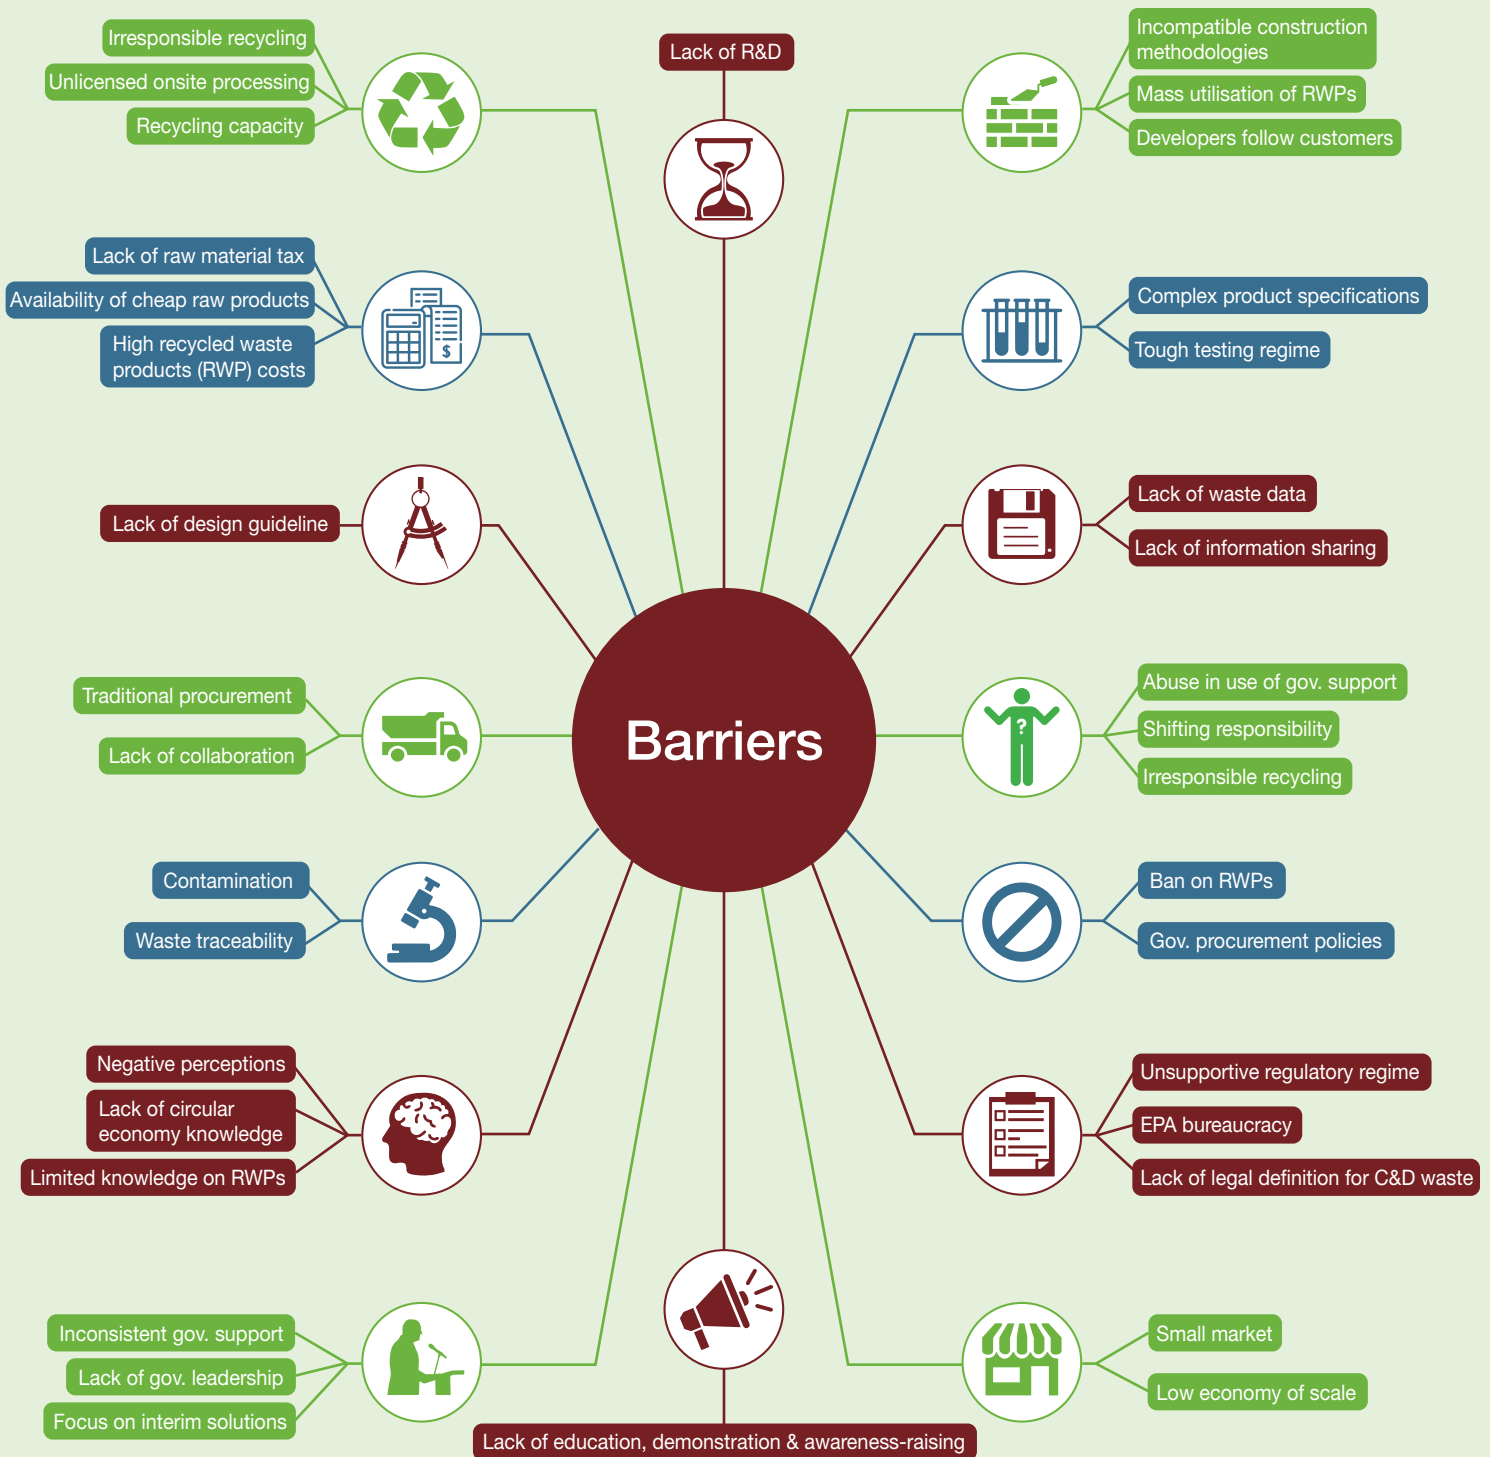 Irresponsible recycling
Unlicensed onsite processing
Recycling capacity
Lack of R&D
Incompatible construction
methodologies
Mass utilisation of RWPs
Developers follow customers
Lack of raw material tax
Availability of cheap raw products
High recycled waste
products (RWP) costs
$
Complex product specifications
Tough testing regime
Lack of design guideline
Lack of waste data
Lack of information sharing
Traditional procurement
Lack of collaboration
Barriers
?
Abuse in use of gov. support
Shifting responsibility
Irresponsible recycling
Contamination
Waste traceability
Ban on RWPs
Gov. procurement policies
Negative perceptions
Lack of circular
economy knowledge
Limited knowledge on RWPs
Unsupportive regulatory regime
EPA bureaucracy
Lack of legal definition for C&D waste
Inconsistent gov. support
Lack of gov. leadership
Focus on interim solutions
Small market
Low economy of scale
Lack of education, demonstration & awareness-raising